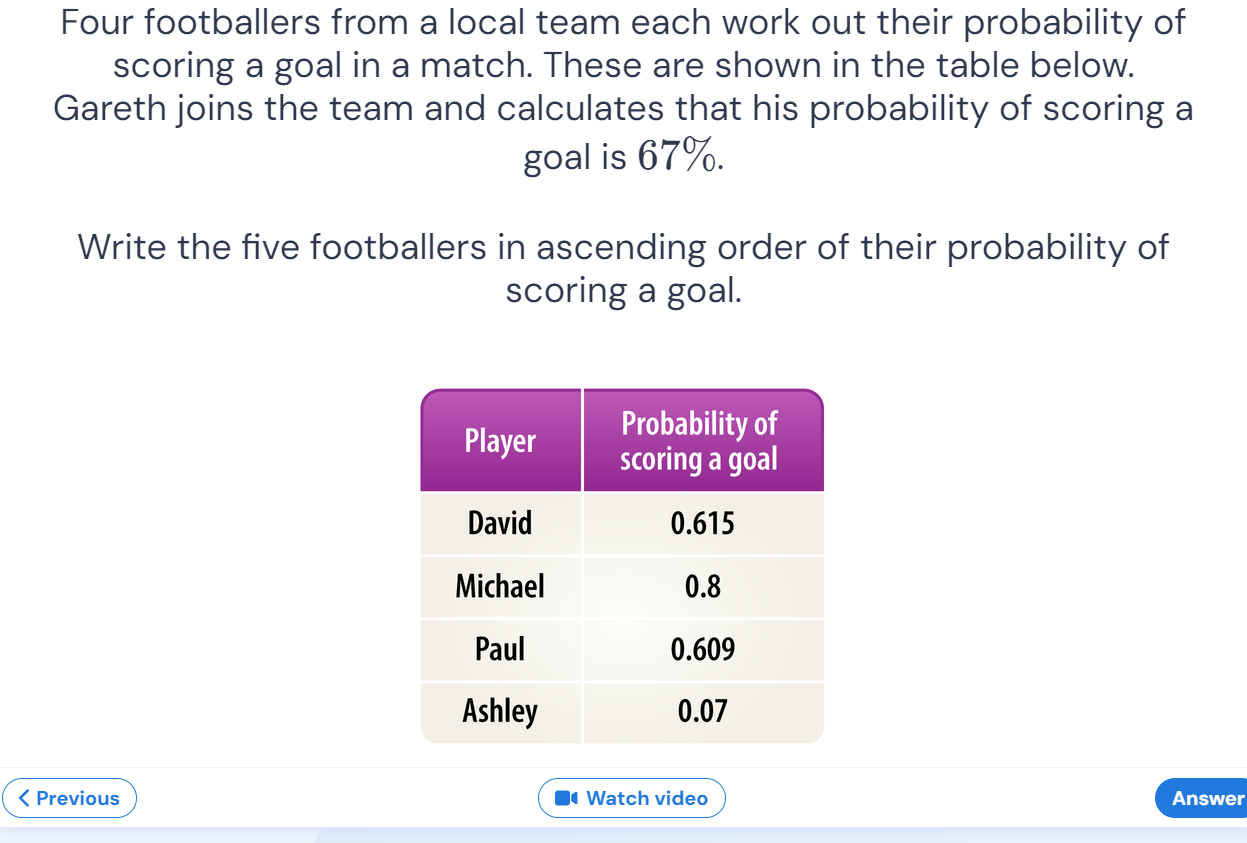 Four footballers from a local team each work out their probability of
scoring a goal in a match. These are shown in the table below.
Gareth joins the team and calculates that his probability of scoring a
goal is 67%.
Write the five footballers in ascending order of their probability of
scoring a goal.
Player
Probability of
scoring a goal
David 0.615
Michael 0.8
Paul 0.609
Ashley 0.07
Previous
Watch video
Answer